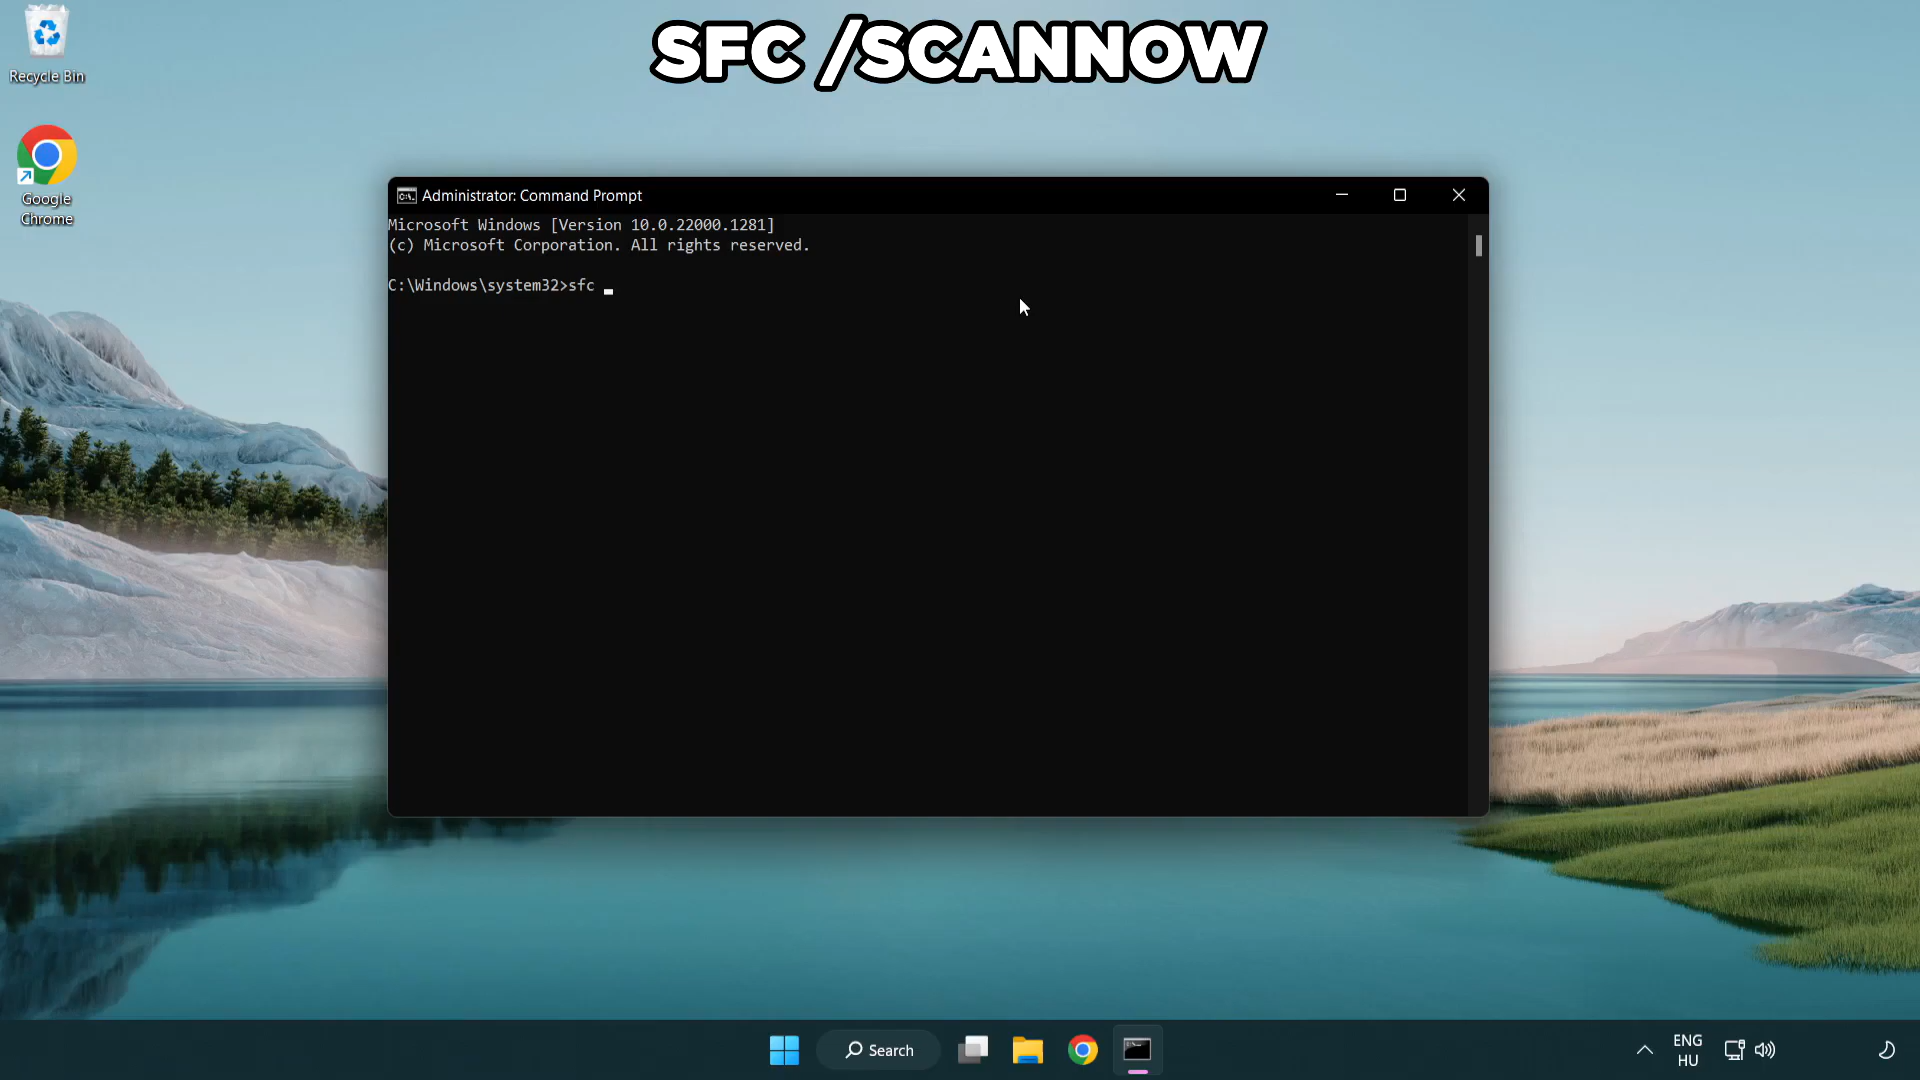 SFC /SCANNOW
Recycle Bin
Google
Chrome
Administrator: Command Prompt
Microsoft Windows [Version 10.0.22000.1281]
(c) Microsoft Corporation. All rights reserved.
C:\Windows\system32>sfc
Search
ENG
HU